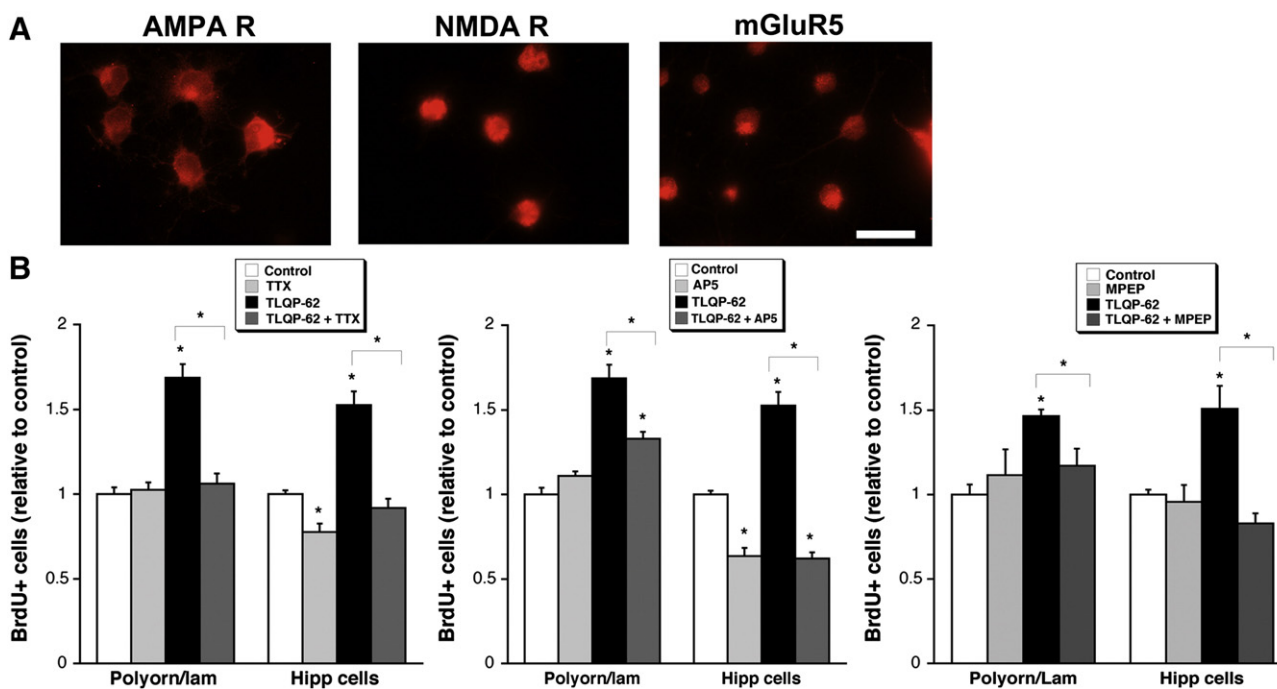 A
AMPA R
NMDA R
mGluR5
B
Control
TTX
TLQP-62
TLQP-62 + TTX
BrdU+ cells (relative to control)
2
1.5
1
0.5
0
*
*
*
*
*
Polyorn/lam
Hipp cells
Control
AP5
TLQP-62
TLQP-62 + AP5
BrdU+ cells (relative to control)
2
1.5
1
0.5
0
*
*
*
*
*
*
*
Polyorn/lam
Hipp cells
Control
MPEP
TLQP-62
TLQP-62 + MPEP
BrdU+ cells (relative to control)
2
1.5
1
0.5
0
*
*
*
*
Polyorn/Lam
Hipp cells